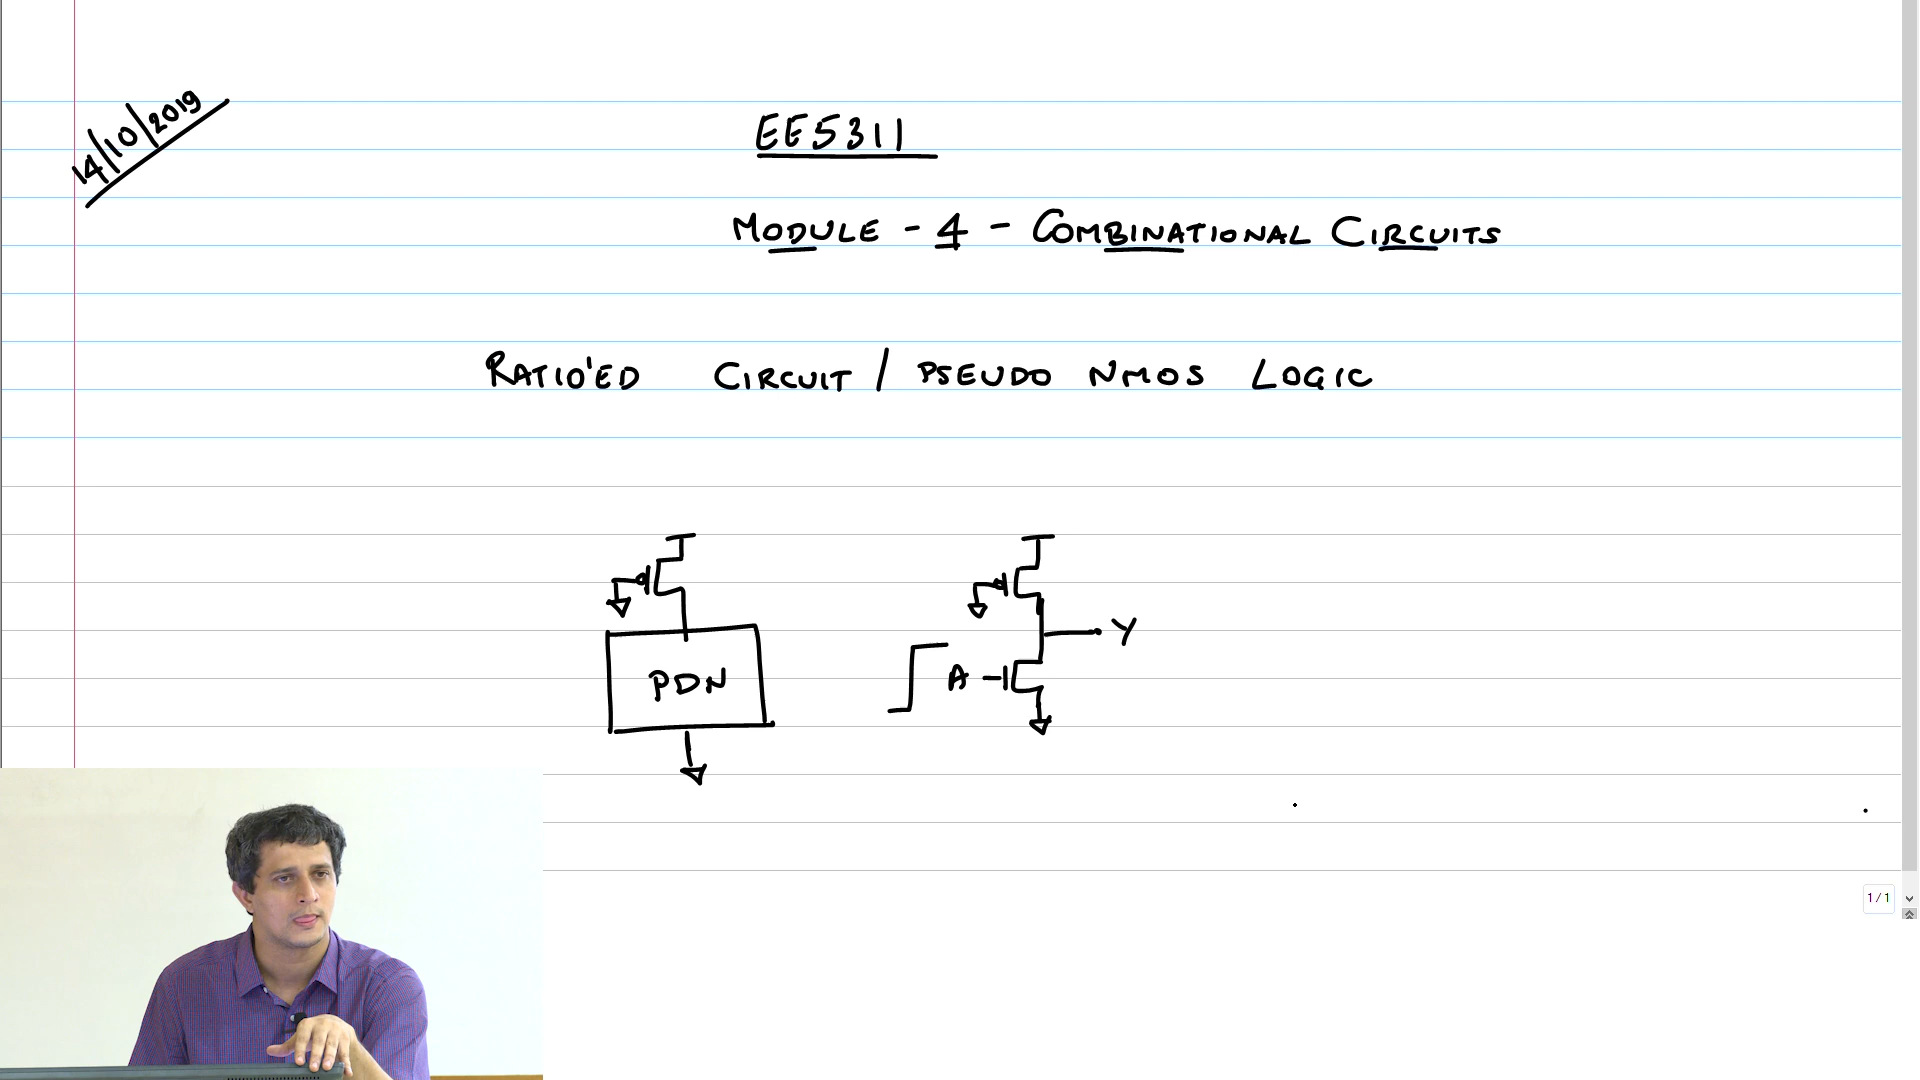 14/10/2019
EE5311
MODULE - 4 - COMBINATIONAL CIRCUITS
RATIO'ED CIRCUIT / PSEUDO NMOS LOGIC
Y
PDN
A
1/1